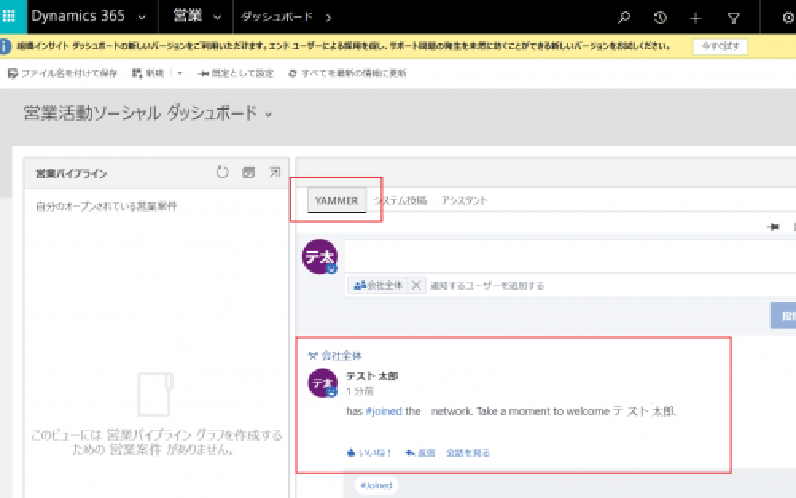 Dynamics 365 営業 ダッシュボード
組織インサイト ダッシュボードの新しいバージョンをご利用いただけます。エンド ユーザーによる採用を促し、サポート問題の発生を未然に防ぐことができる新しいバージョンをお試しください。 今すぐ試す
ファイル名を付けて保存 新規 既定として設定 すべてを最新の情報に更新
営業活動ソーシャル ダッシュボード
営業パイプライン
自分のオープンされている営業案件
このビューには 営業パイプライン グラフを作成する
ための 営業案件 がありません。
YAMMER システム投稿 アシスタント
テ太
会社全体 通知するユーザーを追加する
会社全体
テ太
テスト 太郎
1 分前
has #joined the network. Take a moment to welcome テ スト 太郎.
いいね! 返信 会話を見る
#joined